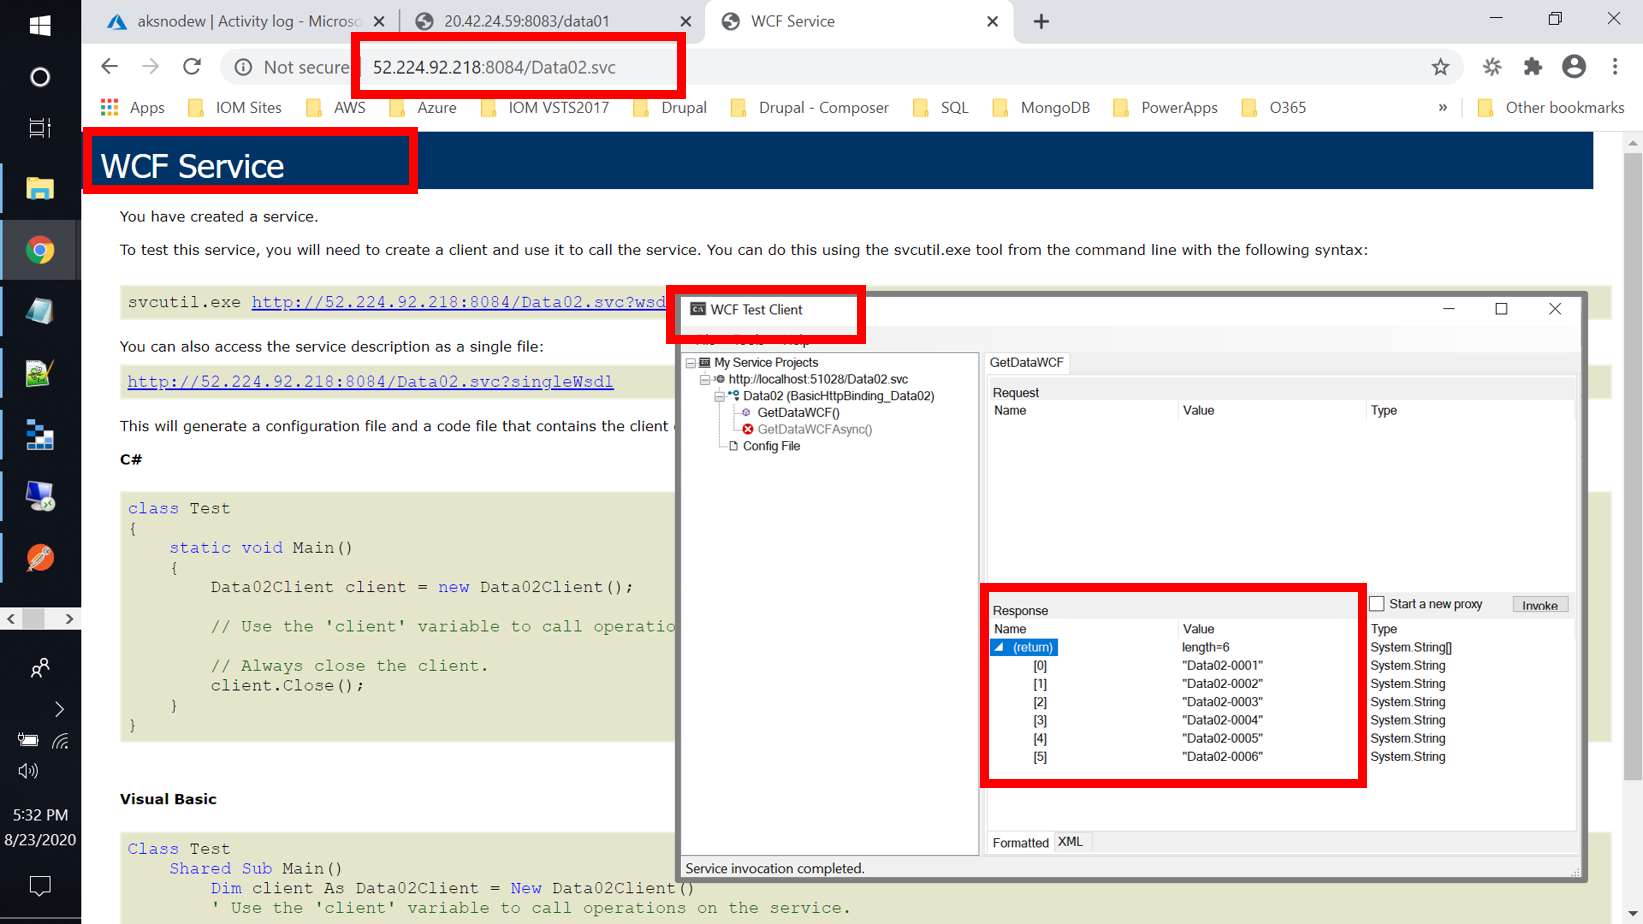 aksnodew | Activity log - Microso
20.42.24.59:8083/data01
WCF Service
Not secure
52.224.92.218:8084/Data02.svc
Apps
IOM Sites
AWS
Azure
IOM VSTS2017
Drupal
Drupal - Composer
SQL
MongoDB
PowerApps
O365
»
Other bookmarks
WCF Service
You have created a service.
To test this service, you will need to create a client and use it to call the service. You can do this using the svcutil.exe tool from the command line with the following syntax:
svcutil.exe http://52.224.92.218:8084/Data02.svc?wsd
You can also access the service description as a single file:
http://52.224.92.218:8084/Data02.svc?singleWsdl
This will generate a configuration file and a code file that contains the client
C#
class Test
{
static void Main()
{
Data02Client client = new Data02Client();
// Use the 'client' variable to call operatio
// Always close the client.
client.Close();
}
}
Visual Basic
Class Test
Shared Sub Main()
Dim client As Data02Client = New Data02Client()
' Use the 'client' variable to call operations on the service.
WCF Test Client
My Service Projects
http://localhost:51028/Data02.svc
Data02 (BasicHttpBinding_Data02)
GetDataWCF()
GetDataWCFAsync()
Config File
GetDataWCF
Request
Name Value Type
Response
Start a new proxy
Invoke
Name Value Type
(return) length=6 System.String[]
[0] "Data02-0001" System.String
[1] "Data02-0002" System.String
[2] "Data02-0003" System.String
[3] "Data02-0004" System.String
[4] "Data02-0005" System.String
[5] "Data02-0006" System.String
Formatted XML
Service invocation completed.
5:32 PM
8/23/2020